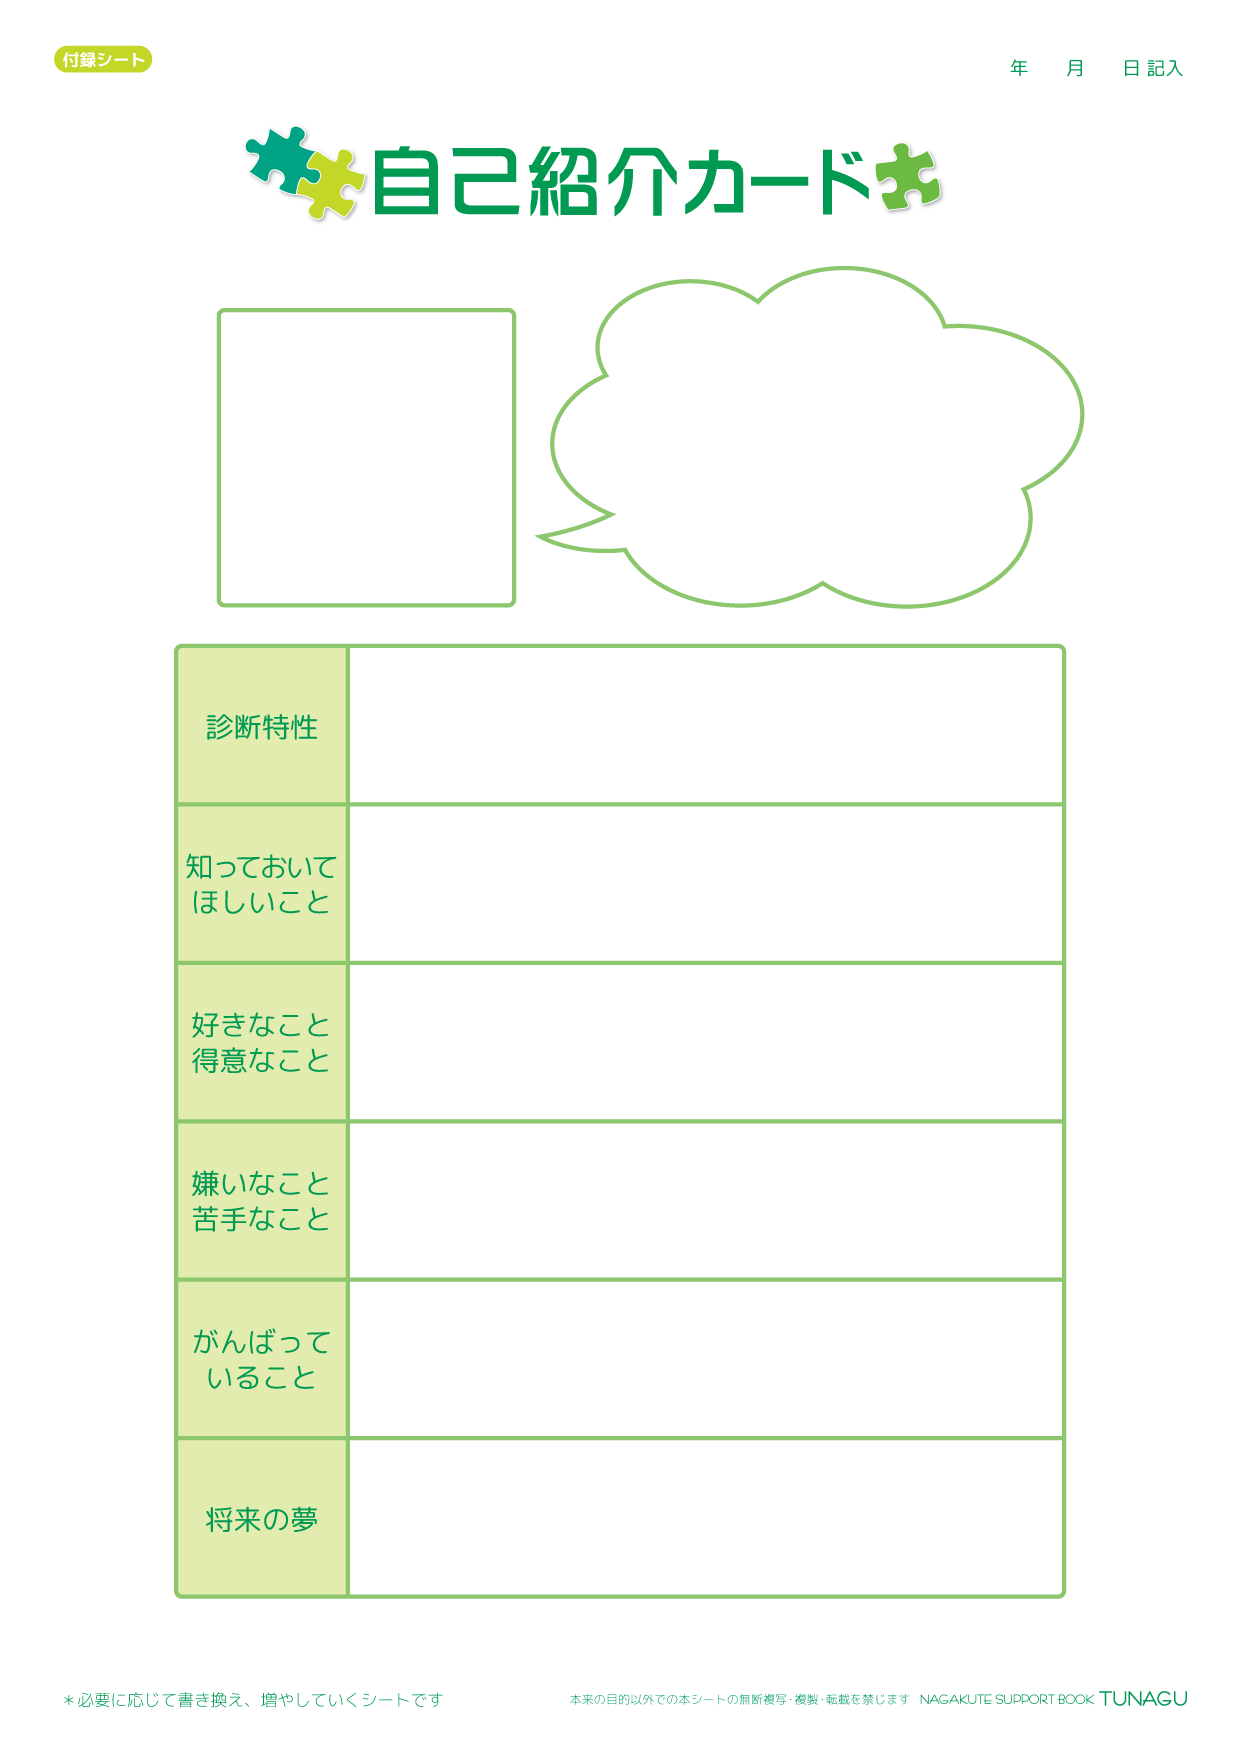 付録シート
年 月 日 記入
自己紹介カード
診断特性
知っておいて
ほしいこと
好きなこと
得意なこと
嫌いなこと
苦手なこと
がんばって
いること
将来の夢
＊必要に応じて書き換え、増やしていくシートです
本来の目的以外での本シートの無断複写・複製・転載を禁じます NAGAKUTE SUPPORT BOOK TUNAGU